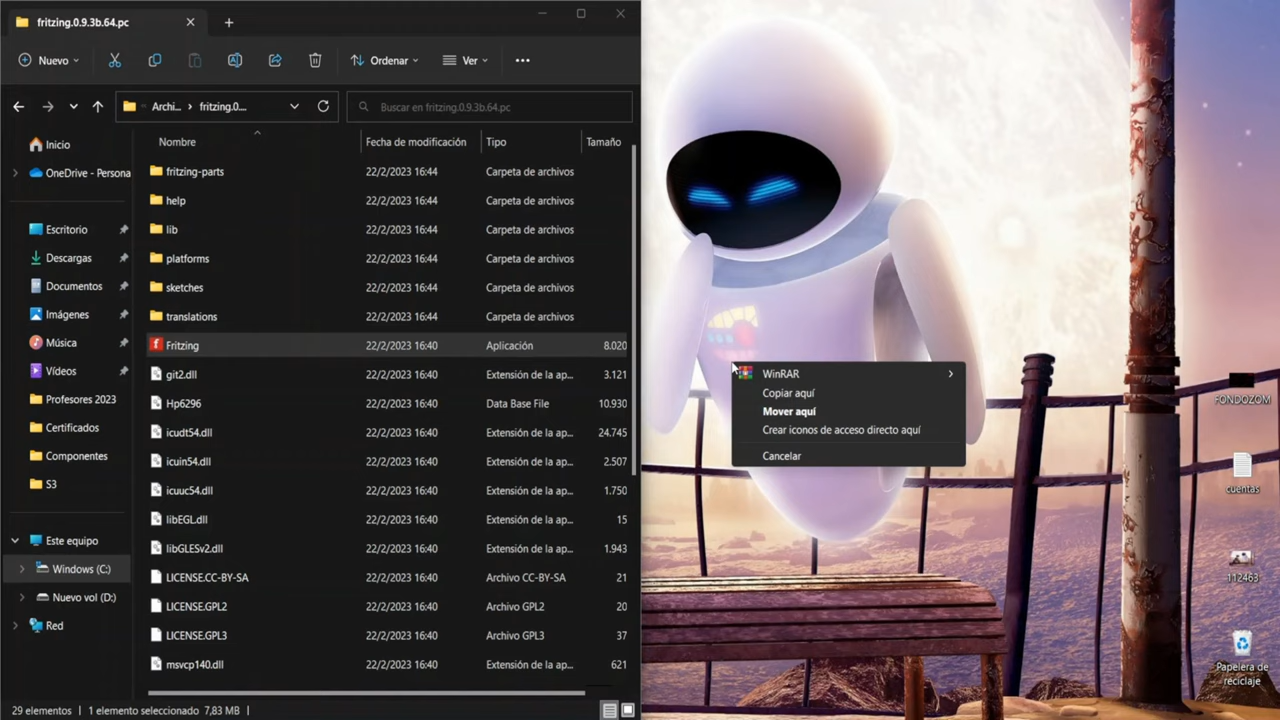 fritzing.0.9.3b.64.pc
Nuevo
Ordenar
Ver
Archi...
fritzing.0....
Buscar en fritzing.0.9.3b.64.pc
Nombre
Fecha de modificación
Tipo
Tamaño
Inicio
OneDrive - Persona
Escritorio
Descargas
Documentos
Imágenes
Música
Vídeos
Profesores 2023
Certificados
Componentes
S3
Este equipo
Windows (C:)
Nuevo vol (D:)
Red
fritzing-parts 22/2/2023 16:44 Carpeta de archivos
help 22/2/2023 16:44 Carpeta de archivos
lib 22/2/2023 16:44 Carpeta de archivos
platforms 22/2/2023 16:44 Carpeta de archivos
sketches 22/2/2023 16:44 Carpeta de archivos
translations 22/2/2023 16:44 Carpeta de archivos
Fritzing 22/2/2023 16:40 Aplicación 8.020
git2.dll 22/2/2023 16:40 Extensión de la ap... 3.121
Hp6296 22/2/2023 16:40 Data Base File 10.930
icudt54.dll 22/2/2023 16:40 Extensión de la ap... 24.745
icuin54.dll 22/2/2023 16:40 Extensión de la ap... 2.507
icuuc54.dll 22/2/2023 16:40 Extensión de la ap... 1.750
libEGL.dll 22/2/2023 16:40 Extensión de la ap... 15
libGLESv2.dll 22/2/2023 16:40 Extensión de la ap... 1.943
LICENSE.CC-BY-SA 22/2/2023 16:40 Archivo CC-BY-SA 21
LICENSE.GPL2 22/2/2023 16:40 Archivo GPL2 20
LICENSE.GPL3 22/2/2023 16:40 Archivo GPL3 37
msvcp140.dll 22/2/2023 16:40 Extensión de la ap... 621
29 elementos
1 elemento seleccionado 7,83 MB
WinRAR
Copiar aquí
Mover aquí
Crear iconos de acceso directo aquí
Cancelar
FONDOZOM
cuentas
112463
Papelera de
reciclaje